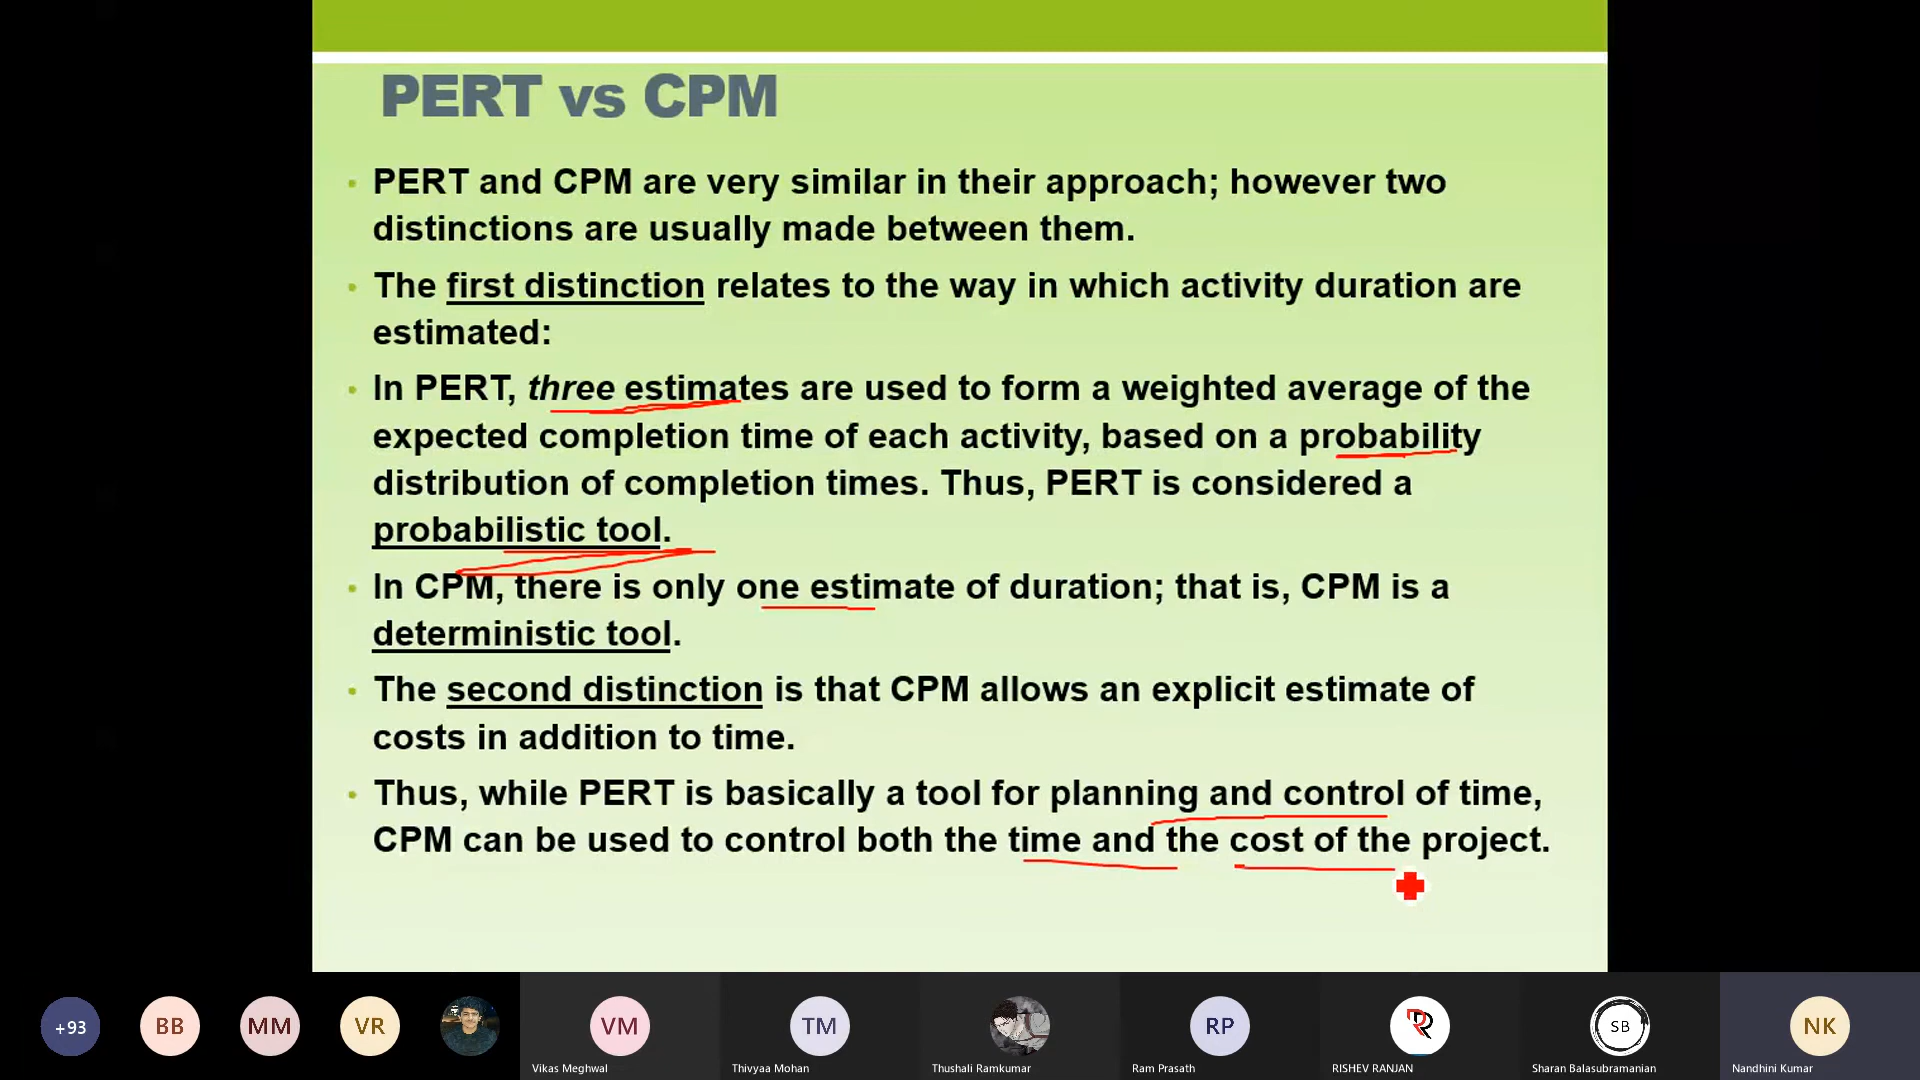 PERT vs CPM
• PERT and CPM are very similar in their approach; however two
distinctions are usually made between them.
• The first distinction relates to the way in which activity duration are
estimated:
• In PERT, three estimates are used to form a weighted average of the
expected completion time of each activity, based on a probability
distribution of completion times. Thus, PERT is considered a
probabilistic tool.
• In CPM, there is only one estimate of duration; that is, CPM is a
deterministic tool.
• The second distinction is that CPM allows an explicit estimate of
costs in addition to time.
• Thus, while PERT is basically a tool for planning and control of time,
CPM can be used to control both the time and the cost of the project.
+93 BB MM VR VM TM RP R SB NK
Vikas Meghwal Thivyaa Mohan Thushali Ramkumar Ram Prasath RISHEV RANJAN Sharan Balasubramanian Nandhini Kumar